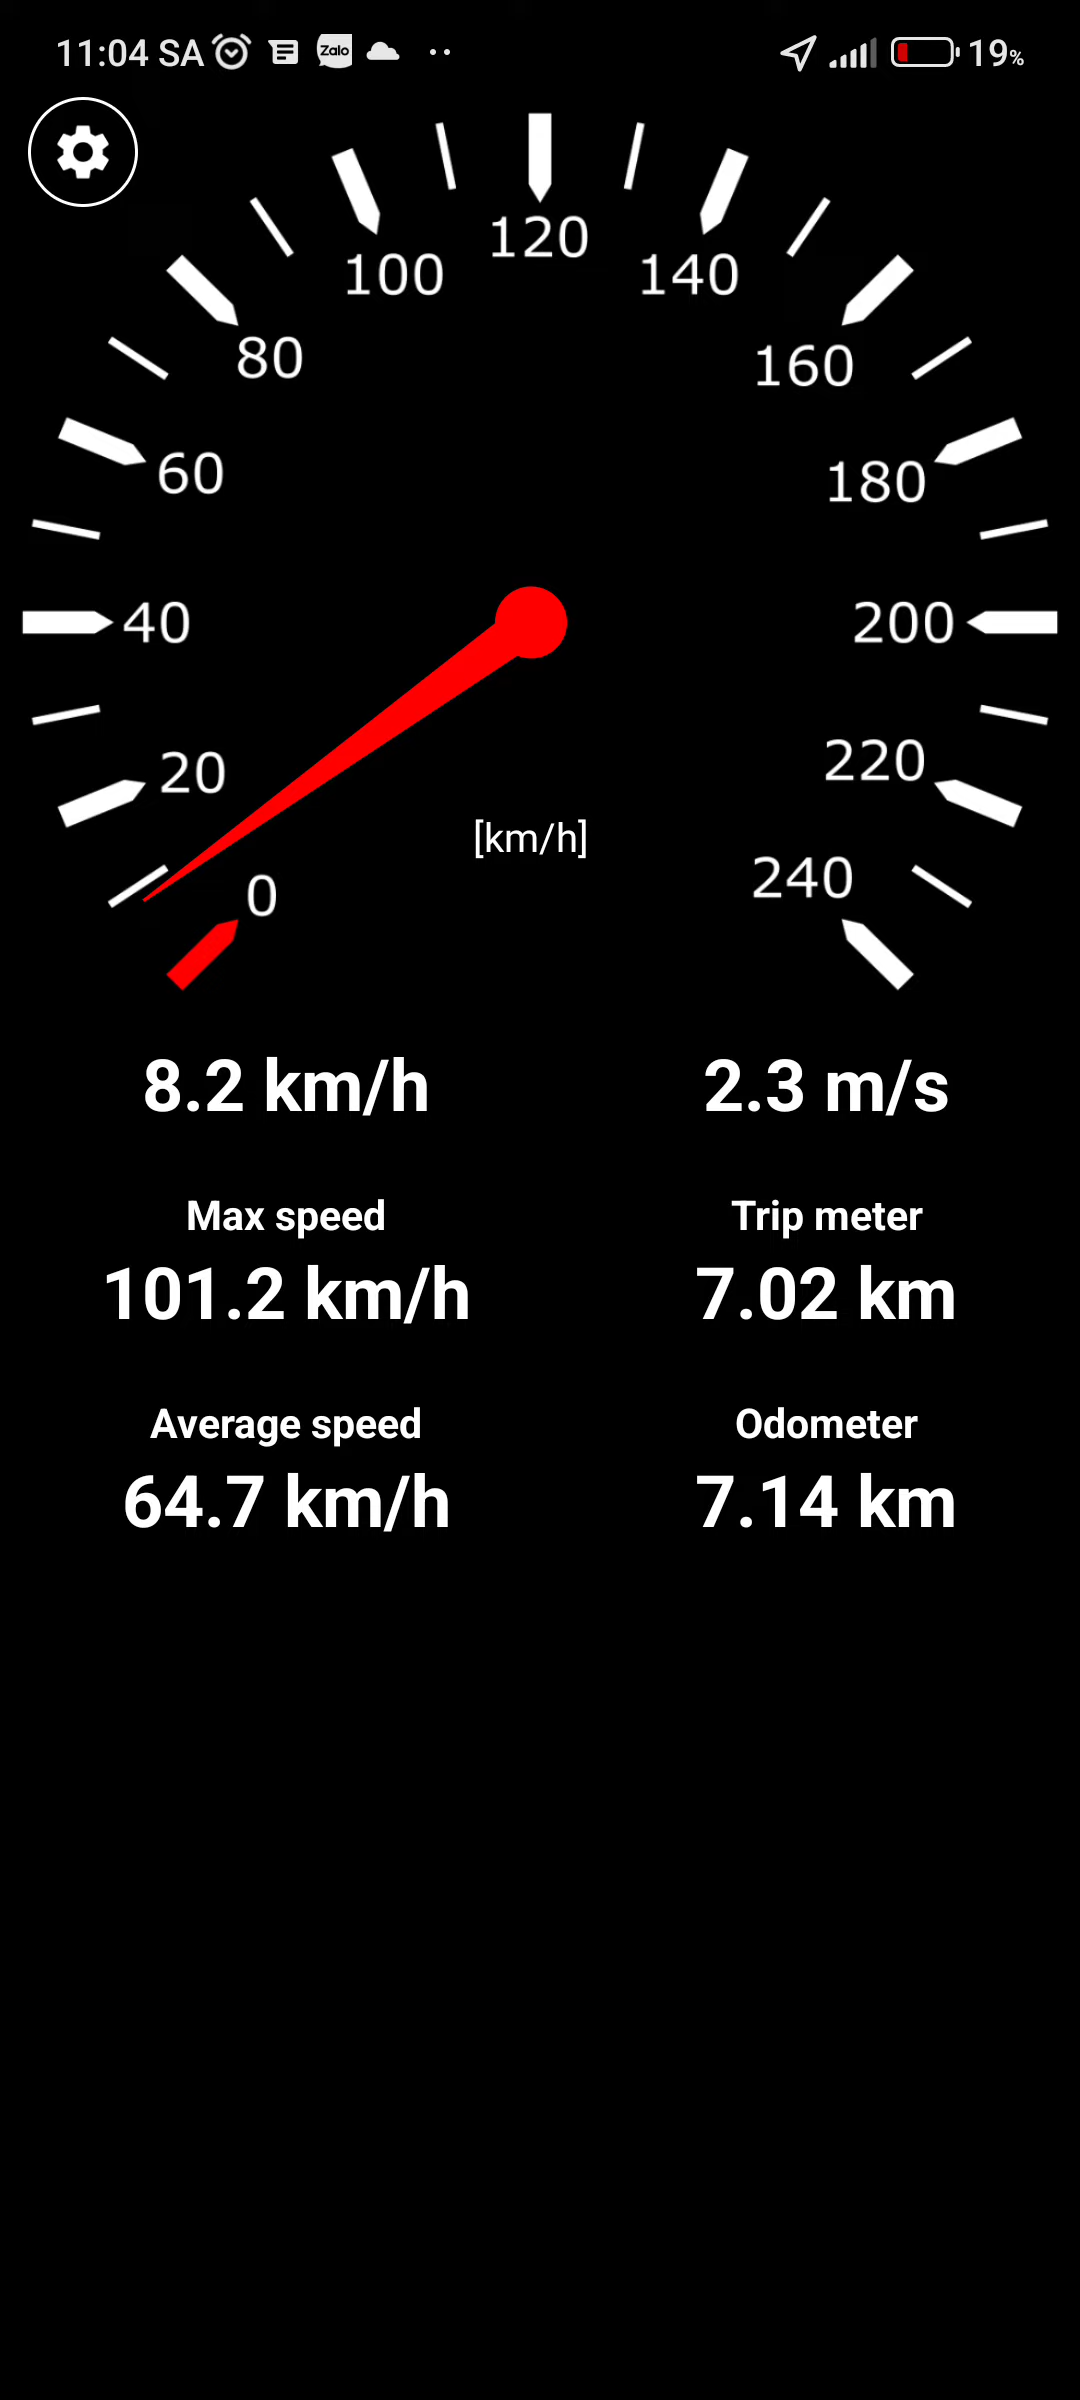 11:04 SA Zalo 19%
120
100 140
80 160
60 180
40 200
20 220
[km/h]
0 240
8.2 km/h 2.3 m/s
Max speed Trip meter
101.2 km/h 7.02 km
Average speed Odometer
64.7 km/h 7.14 km